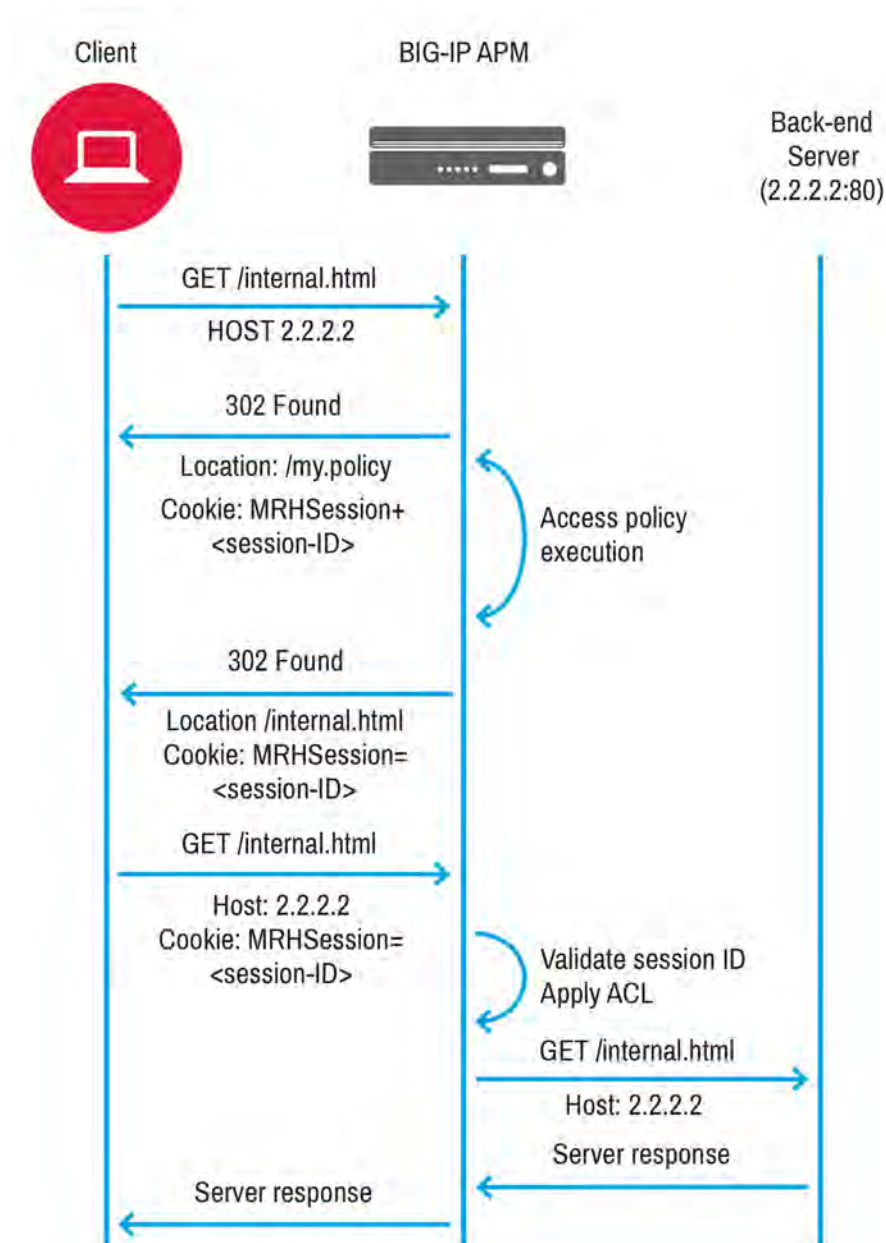 Client
BIG-IP APM
Back-end
Server
(2.2.2.2:80)
GET /internal.html
HOST 2.2.2.2
302 Found
Location: /my.policy
Cookie: MRHSession+
<session-ID>
Access policy
execution
302 Found
Location /internal.html
Cookie: MRHSession=
<session-ID>
GET /internal.html
Host: 2.2.2.2
Cookie: MRHSession=
<session-ID>
Validate session ID
Apply ACL
GET /internal.html
Host: 2.2.2.2
Server response
Server response